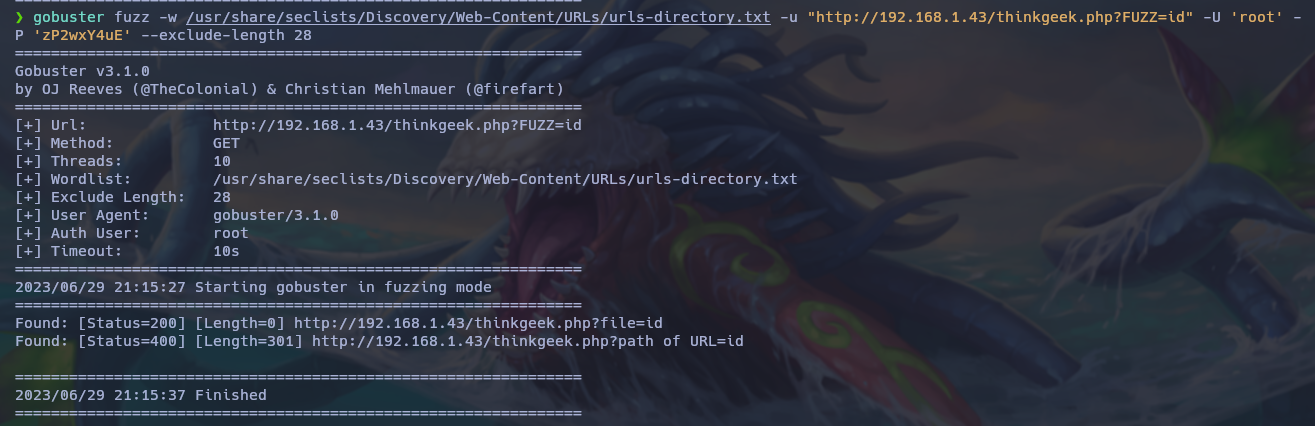 ==============================================================
❯ gobuster fuzz -w /usr/share/seclists/Discovery/Web-Content/URLs/urls-directory.txt -u "http://192.168.1.43/thinkgeek.php?FUZZ=id" -U 'root' -
P 'zP2wxY4uE' --exclude-length 28
===============================================================
Gobuster v3.1.0
by OJ Reeves (@TheColonial) & Christian Mehlmauer (@firefart)
===============================================================
[+] Url:              http://192.168.1.43/thinkgeek.php?FUZZ=id
[+] Method:           GET
[+] Threads:          10
[+] Wordlist:         /usr/share/seclists/Discovery/Web-Content/URLs/urls-directory.txt
[+] Exclude Length:   28
[+] User Agent:       gobuster/3.1.0
[+] Auth User:        root
[+] Timeout:          10s
===============================================================
2023/06/29 21:15:27 Starting gobuster in fuzzing mode
===============================================================
Found: [Status=200] [Length=0] http://192.168.1.43/thinkgeek.php?file=id
Found: [Status=400] [Length=301] http://192.168.1.43/thinkgeek.php?path of URL=id
===============================================================
2023/06/29 21:15:37 Finished
===============================================================